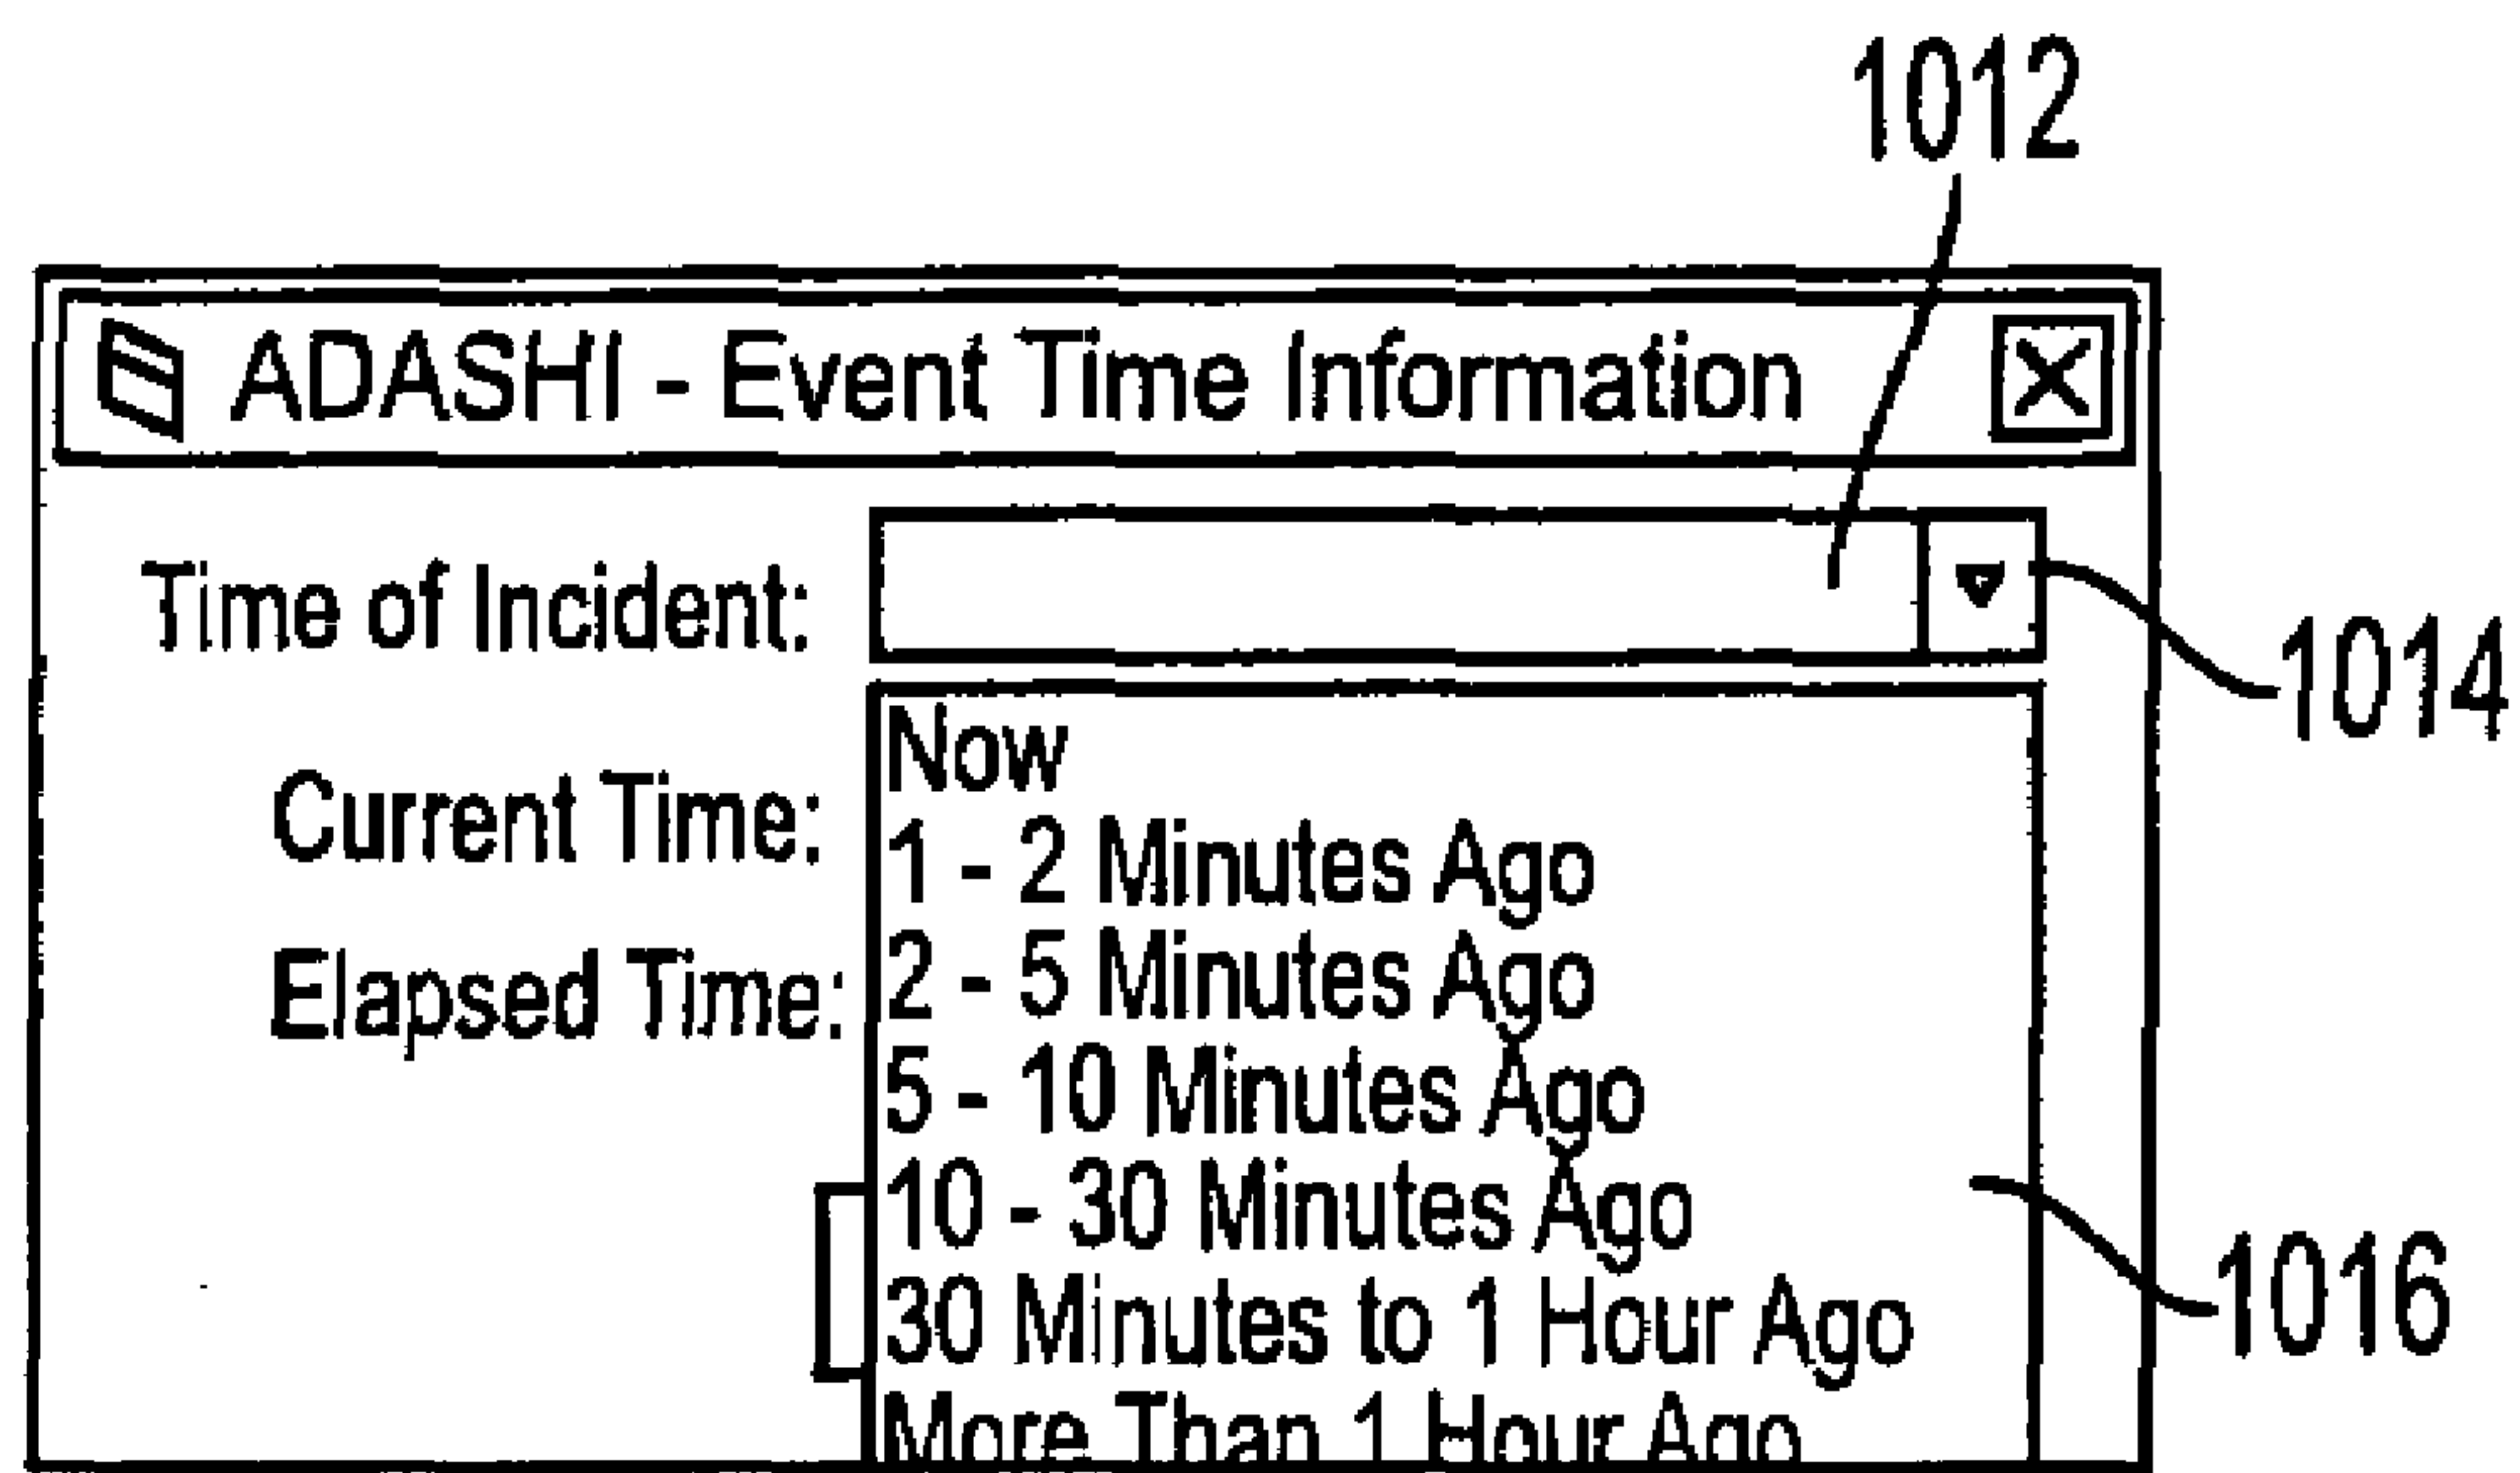 1012
ADASHI - Event Time Information
Time of Incident:
1014
Now
Current Time:
1 - 2 Minutes Ago
2 - 5 Minutes Ago
Elapsed Time:
5 - 10 Minutes Ago
10 - 30 Minutes Ago
1016
30 Minutes to 1 Hour Ago
More Than 1 Hour Ago